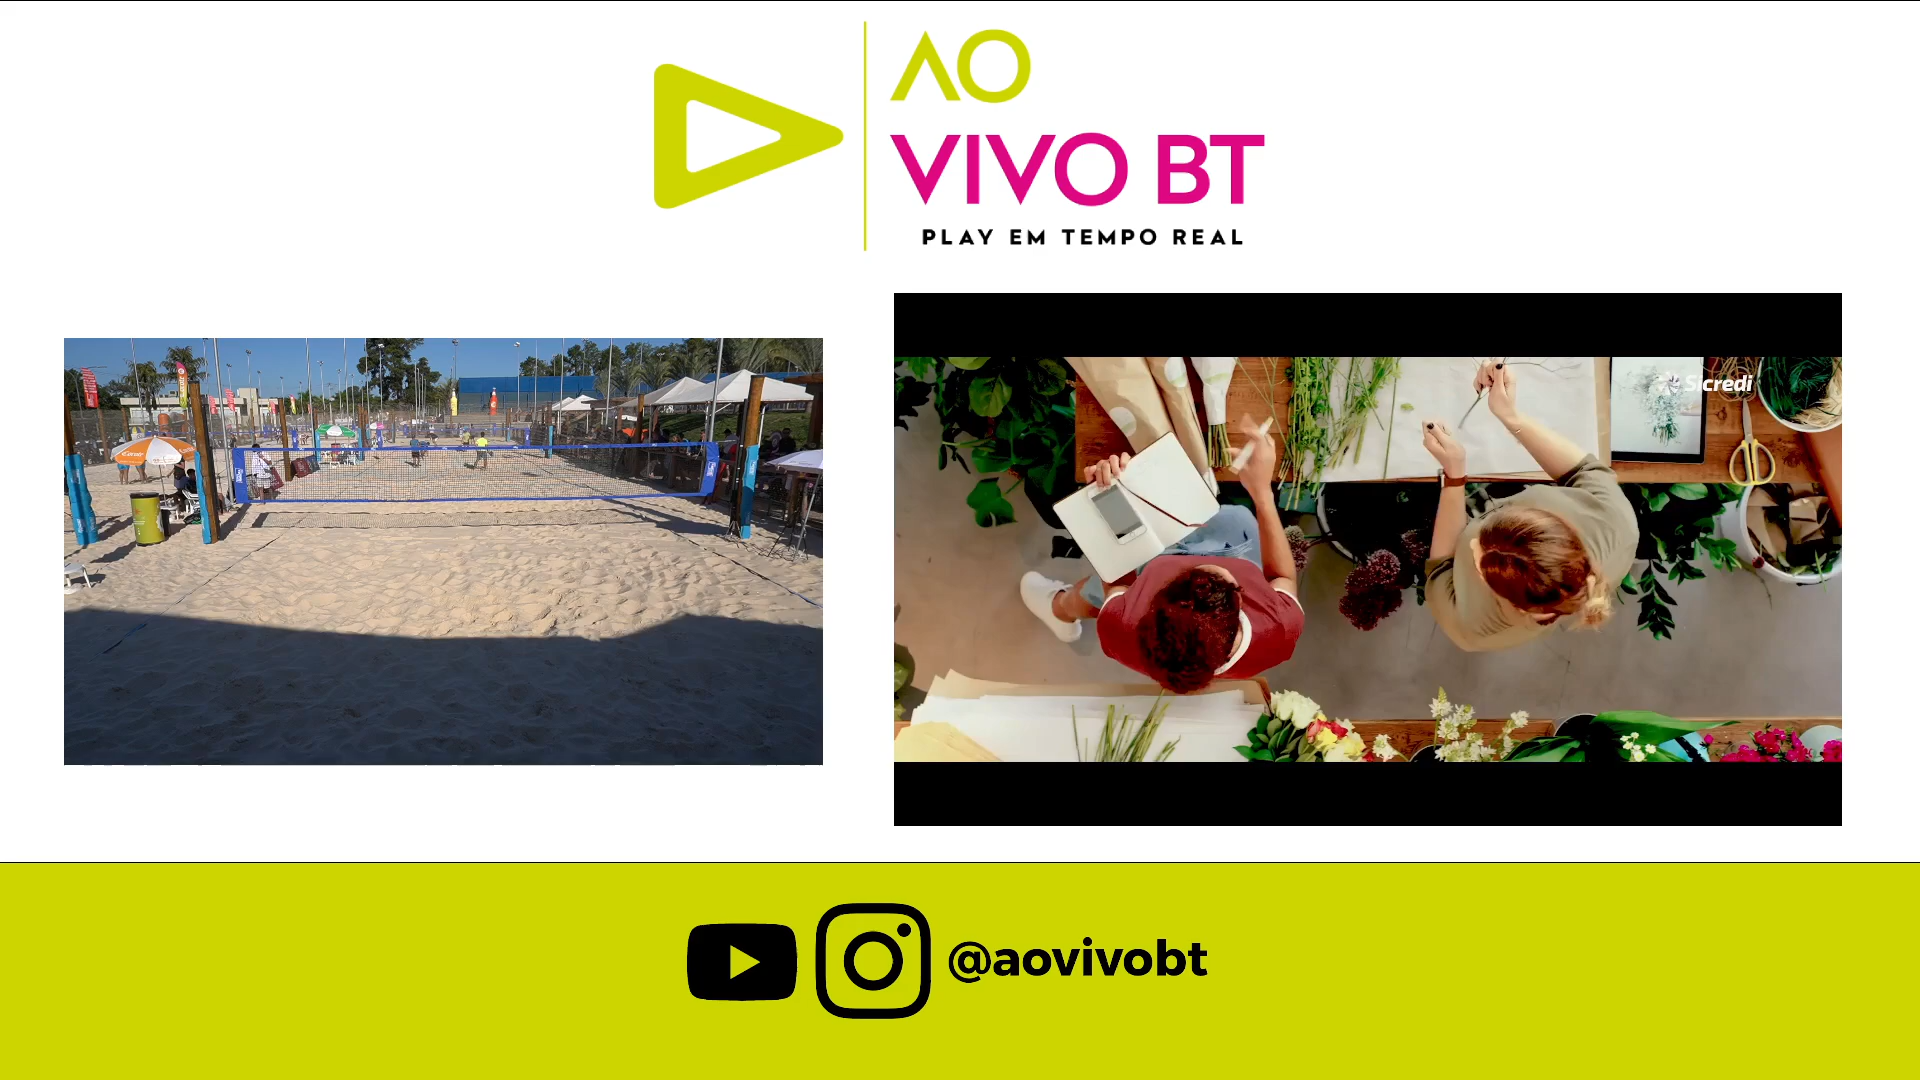 AO
VIVO BT
PLAY EM TEMPO REAL
Sicredi
@aovivobt